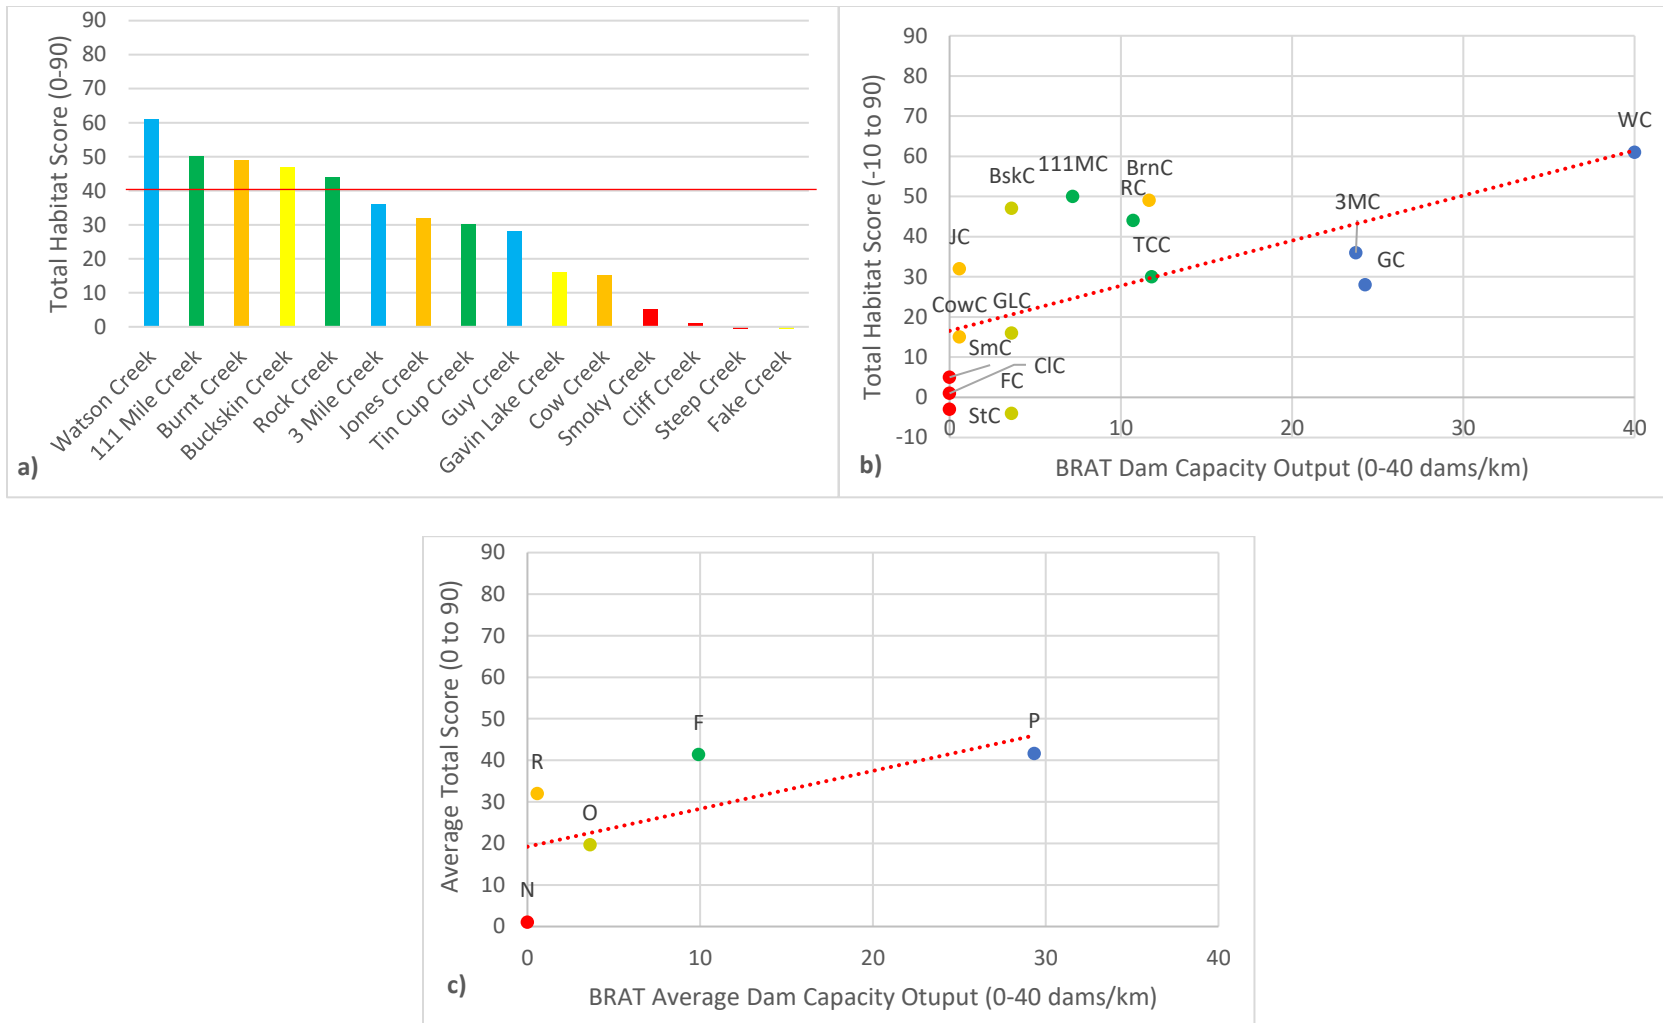 Total Habitat Score (0-90)
90
80
70
60
50
40
30
20
10
0
Watson Creek
111 Mile Creek
Burnt Creek
Buckskin Creek
Rock Creek
3 Mile Creek
Jones Creek
Tin Cup Creek
Guy Creek
Gavin Lake Creek
Cow Creek
Smoky Creek
Cliff Creek
Steep Creek
Fake Creek
a)
Total Habitat Score (-10 to 90)
90
80
70
60
50
40
30
20
10
0
-10
WC
BskC
111MC
BrnC
RC
3MC
JC
TCC
GC
CowC
GLC
SmC
ClC
FC
StC
0
10
20
30
40
BRAT Dam Capacity Output (0-40 dams/km)
b)
Average Total Score (0 to 90)
90
80
70
60
50
40
30
20
10
0
F
P
R
O
N
0
10
20
30
40
BRAT Average Dam Capacity Otuput (0-40 dams/km)
c)